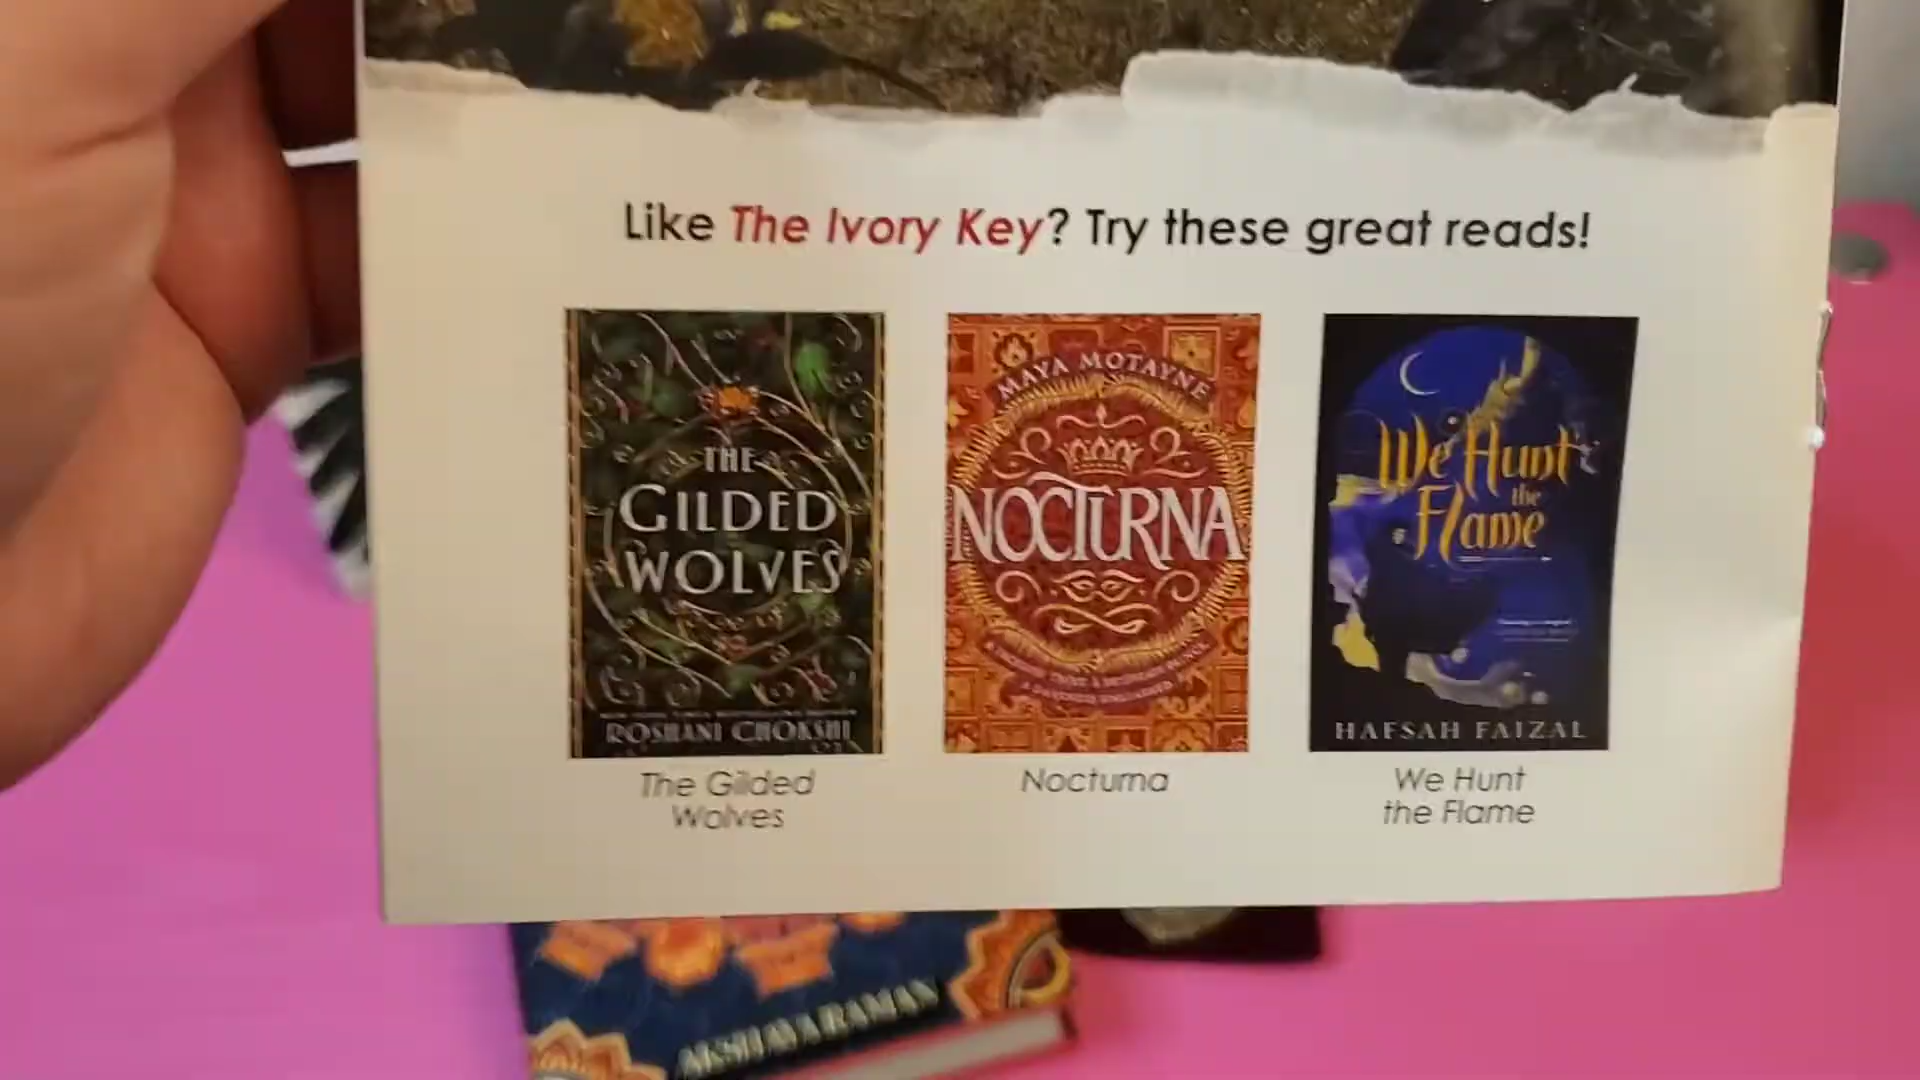 Like The Ivory Key? Try these great reads!
THE
GILDED
WOLVES
ROSHANI CHOKSHI
The Gilded
Wolves
MAYA MOTAYNE
NOCTURNA
Nocturna
We Hunt
the
Flame
HAFSAH FAIZAL
We Hunt
the Flame
AKSHAYA RAMAN